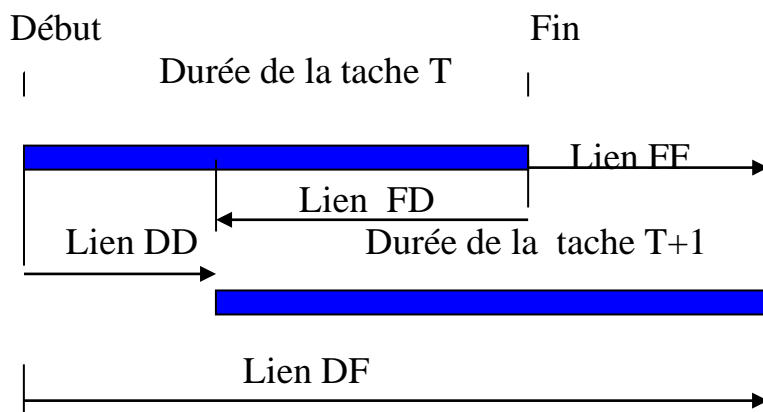 Début Fin
Durée de la tache T
Lien FF
Lien FD
Lien DD Durée de la tache T+1
Lien DF